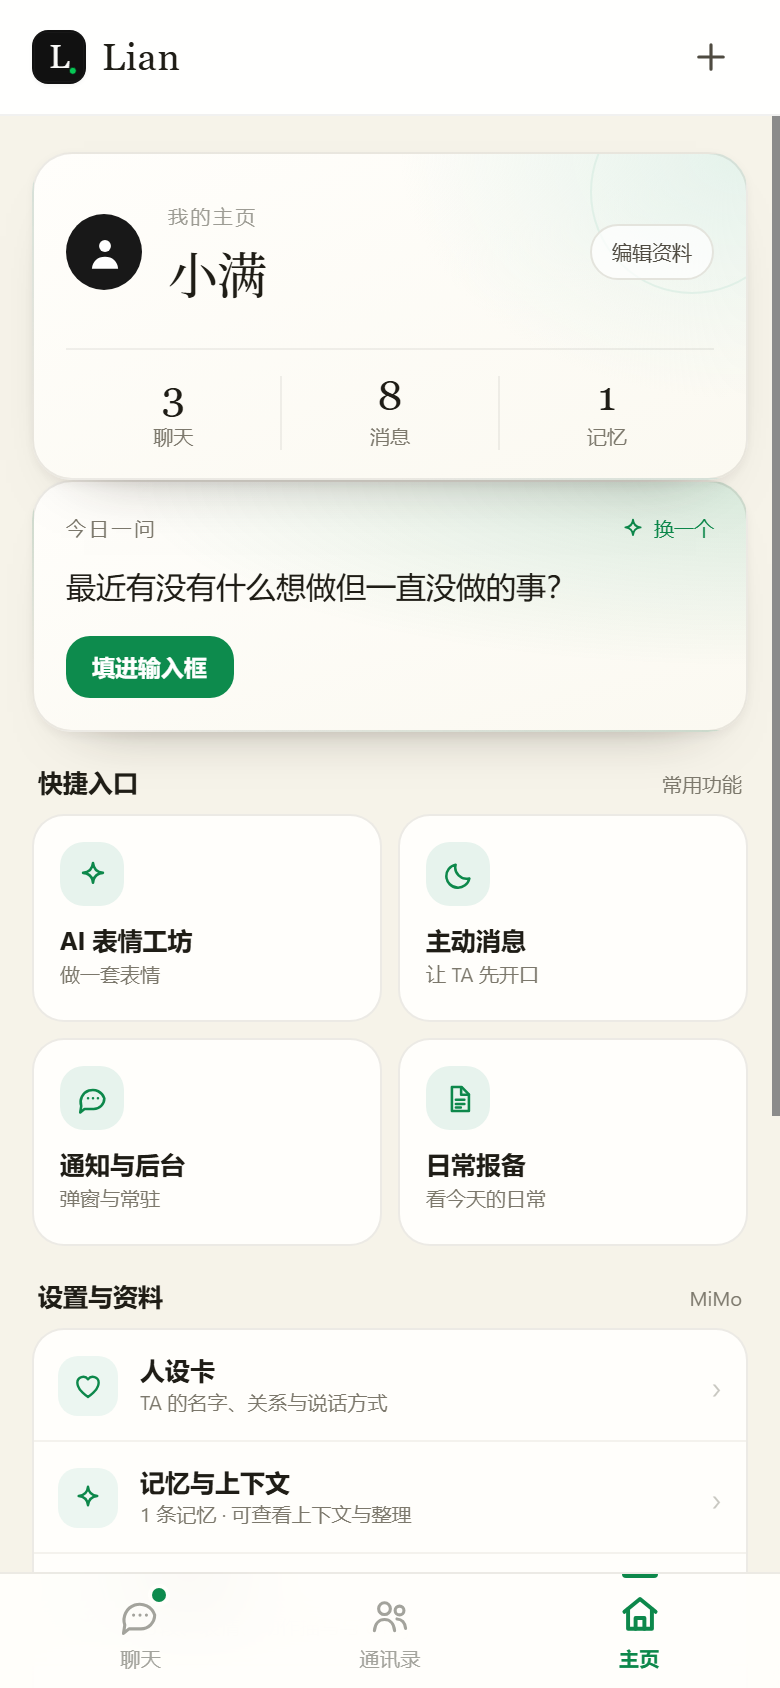 L.
Lian
我的主页
小满
编辑资料
3
聊天
8
消息
1
记忆
今日一问
换一个
最近有没有什么想做但一直没做的事?
填进输入框
快捷入口
常用功能
AI 表情工坊
做一套表情
主动消息
让 TA 先开口
通知与后台
弹窗与常驻
日常报备
看今天的日常
设置与资料
MiMo
人设卡
TA 的名字、关系与说话方式
记忆与上下文
1 条记忆 · 可查看上下文与整理
聊天
通讯录
主页